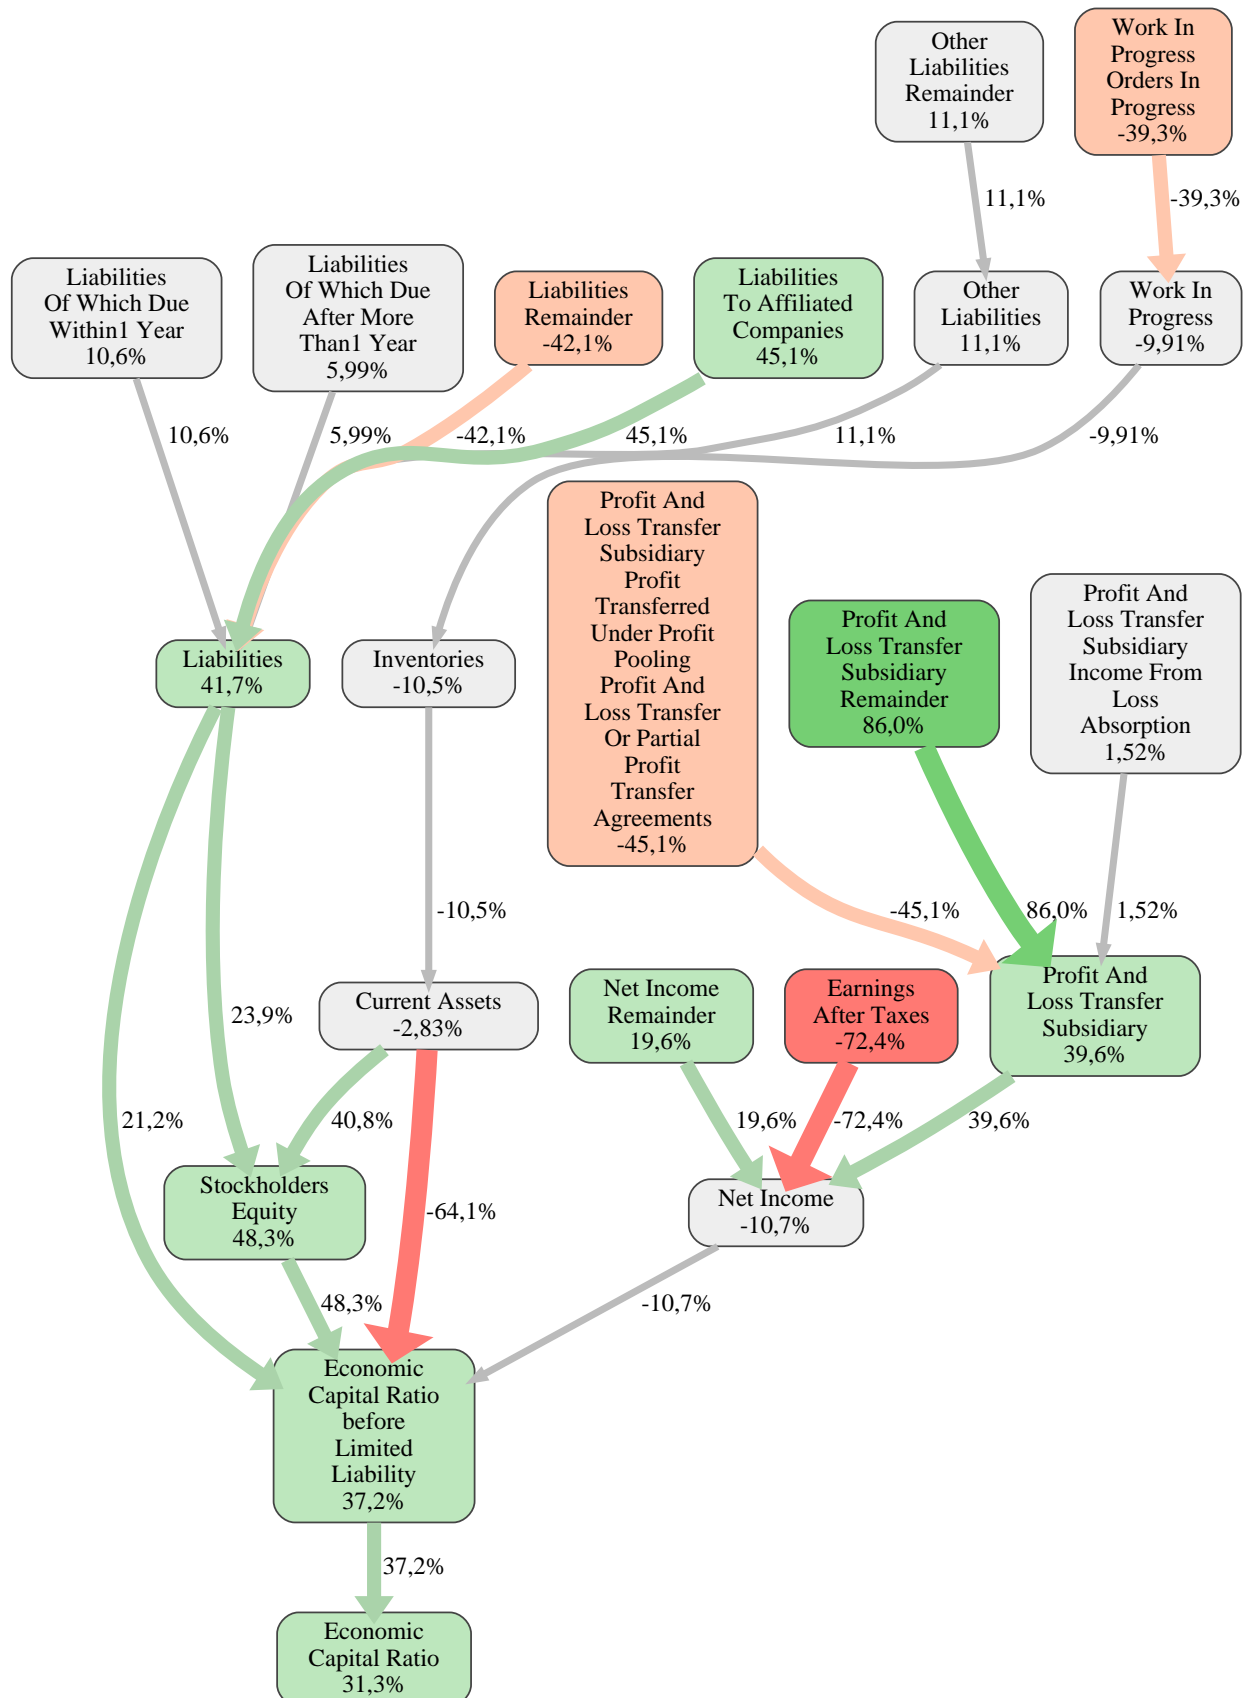 Other
Liabilities
Remainder
11,1%
Work In
Progress
Orders In
Progress
-39,3%
11,1%
-39,3%
Liabilities
Of Which Due
Within1 Year
10,6%
Liabilities
Of Which Due
After More
Than1 Year
5,99%
Liabilities
Remainder
-42,1%
Liabilities
To Affiliated
Companies
45,1%
Other
Liabilities
11,1%
Work In
Progress
-9,91%
10,6%
5,99%
-42,1%
45,1%
11,1%
-9,91%
Profit And
Loss Transfer
Subsidiary
Profit
Transferred
Under Profit
Pooling
Profit And
Loss Transfer
Or Partial
Profit
Transfer
Agreements
-45,1%
Profit And
Loss Transfer
Subsidiary
Remainder
86,0%
Profit And
Loss Transfer
Subsidiary
Income From
Loss
Absorption
1,52%
Liabilities
41,7%
Inventories
-10,5%
-10,5%
-45,1%
86,0%
1,52%
Current Assets
-2,83%
Net Income
Remainder
19,6%
Earnings
After Taxes
-72,4%
Profit And
Loss Transfer
Subsidiary
39,6%
23,9%
21,2%
40,8%
19,6%
-72,4%
39,6%
Stockholders
Equity
48,3%
-64,1%
Net Income
-10,7%
48,3%
-10,7%
Economic
Capital Ratio
before
Limited
Liability
37,2%
37,2%
Economic
Capital Ratio
31,3%